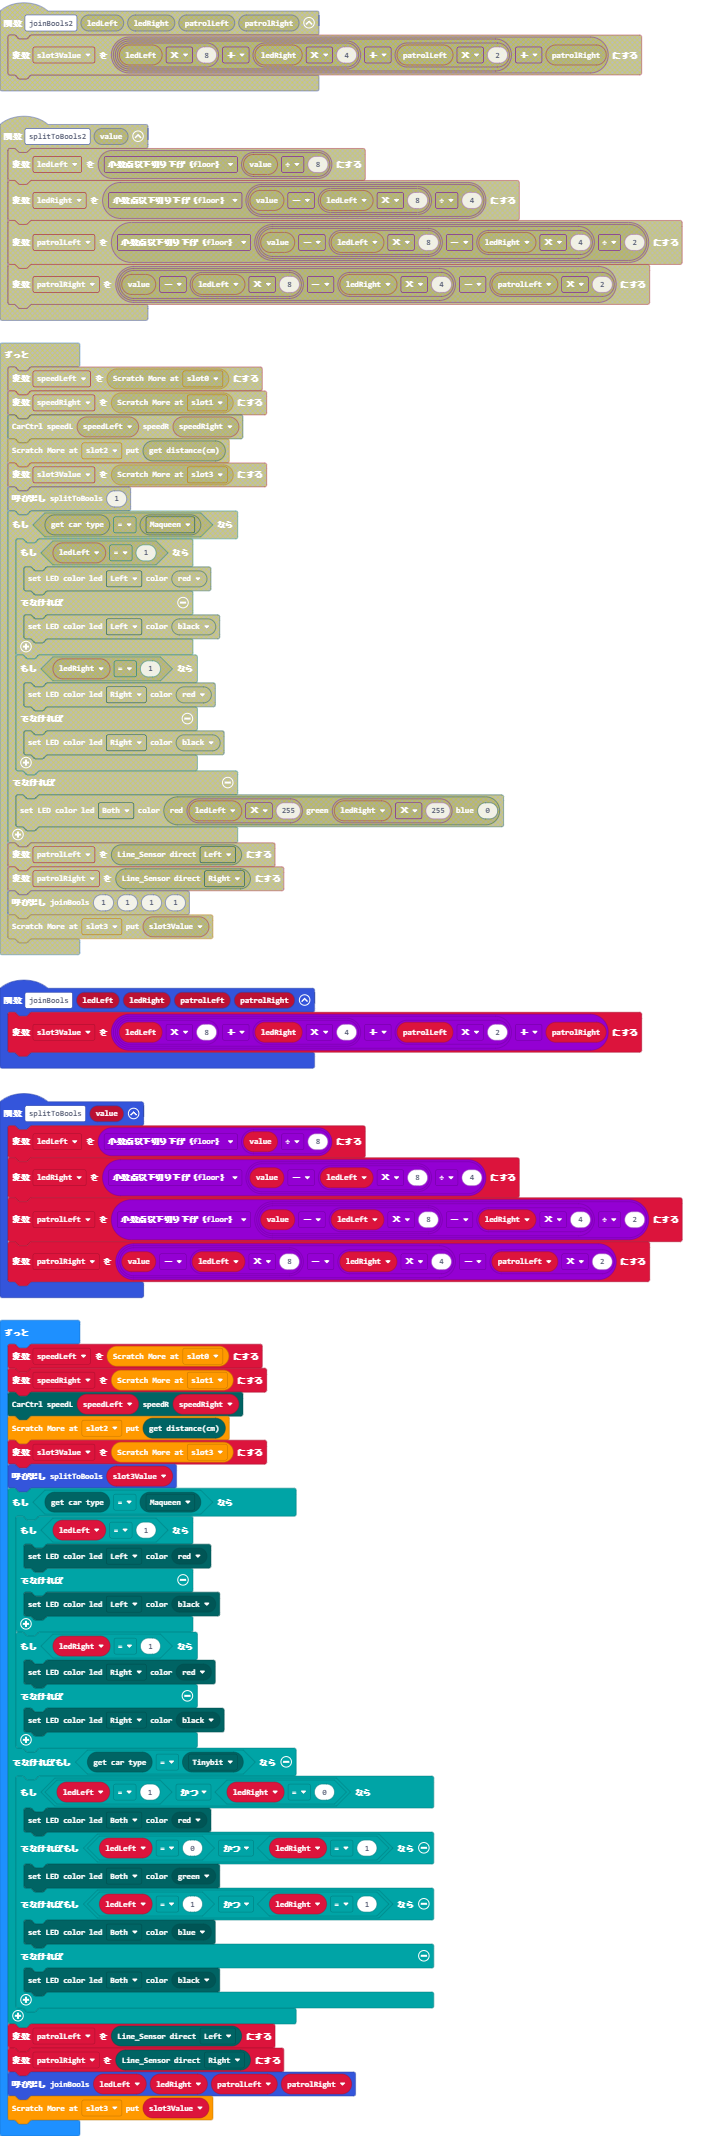 関数 joinBools2 ledLeft ledRight patrolLeft patrolRight
変数 slot3Value を ledLeft × 8 + ledRight × 4 + patrolLeft × 2 + patrolRight にする
関数 splitToBools2 value
変数 ledLeft を 小数点以下切り下げ (floor) value ÷ 8 にする
変数 ledRight を 小数点以下切り下げ (floor) value - ledLeft × 8 ÷ 4 にする
変数 patrolLeft を 小数点以下切り下げ (floor) value - ledLeft × 8 - ledRight × 4 ÷ 2 にする
変数 patrolRight を value - ledLeft × 8 - ledRight × 4 - patrolLeft × 2 にする
ずっと
変数 speedLeft を Scratch More at slot0 にする
変数 speedRight を Scratch More at slot1 にする
CarCtrl speedL speedLeft speedR speedRight
Scratch More at slot2 put get distance(cm)
変数 slot3Value を Scratch More at slot3 にする
呼び出し splitToBools 1
もし get car type = Maqueen なら
もし ledLeft = 1 なら
set LED color led Left color red
でなければ
set LED color led Left color black
もし ledRight = 1 なら
set LED color led Right color red
でなければ
set LED color led Right color black
でなければ
set LED color led Both color red ledLeft × 255 green ledRight × 255 blue 0
変数 patrolLeft を Line_Sensor direct Left にする
変数 patrolRight を Line_Sensor direct Right にする
呼び出し joinBools 1 1 1 1
Scratch More at slot3 put slot3Value
関数 joinBools ledLeft ledRight patrolLeft patrolRight
変数 slot3Value を ledLeft × 8 + ledRight × 4 + patrolLeft × 2 + patrolRight にする
関数 splitToBools value
変数 ledLeft を 小数点以下切り下げ (floor) value ÷ 8 にする
変数 ledRight を 小数点以下切り下げ (floor) value - ledLeft × 8 ÷ 4 にする
変数 patrolLeft を 小数点以下切り下げ (floor) value - ledLeft × 8 - ledRight × 4 ÷ 2 にする
変数 patrolRight を value - ledLeft × 8 - ledRight × 4 - patrolLeft × 2 にする
ずっと
変数 speedLeft を Scratch More at slot0 にする
変数 speedRight を Scratch More at slot1 にする
CarCtrl speedL speedLeft speedR speedRight
Scratch More at slot2 put get distance(cm)
変数 slot3Value を Scratch More at slot3 にする
呼び出し splitToBools slot3Value
もし get car type = Maqueen なら
もし ledLeft = 1 なら
set LED color led Left color red
でなければ
set LED color led Left color black
もし ledRight = 1 なら
set LED color led Right color red
でなければ
set LED color led Right color black
でなければもし get car type = Tinybit なら
もし ledLeft = 1 かつ ledRight = 0 なら
set LED color led Both color red
でなければもし ledLeft = 0 かつ ledRight = 1 なら
set LED color led Both color green
でなければもし ledLeft = 1 かつ ledRight = 1 なら
set LED color led Both color blue
でなければ
set LED color led Both color black
変数 patrolLeft を Line_Sensor direct Left にする
変数 patrolRight を Line_Sensor direct Right にする
呼び出し joinBools ledLeft ledRight patrolLeft patrolRight
Scratch More at slot3 put slot3Value